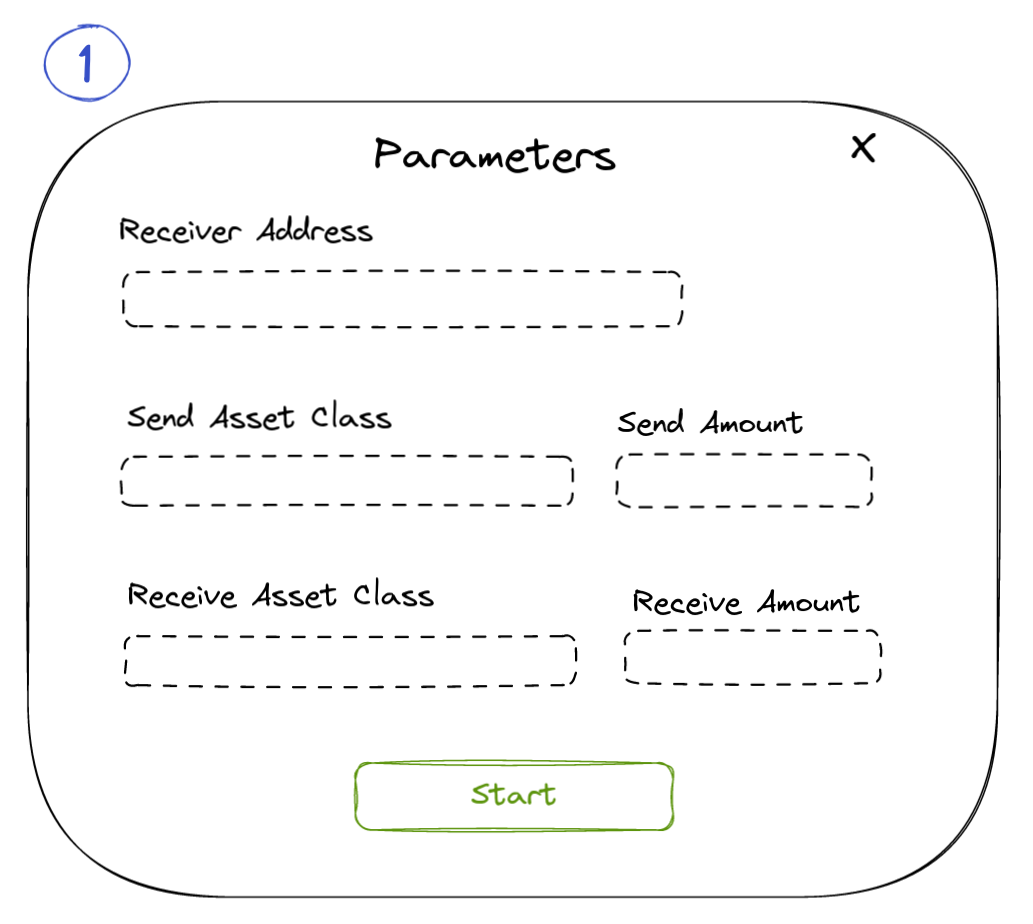 1
Parameters X
Receiver Address
Send Asset Class Send Amount
Receive Asset Class Receive Amount
Start